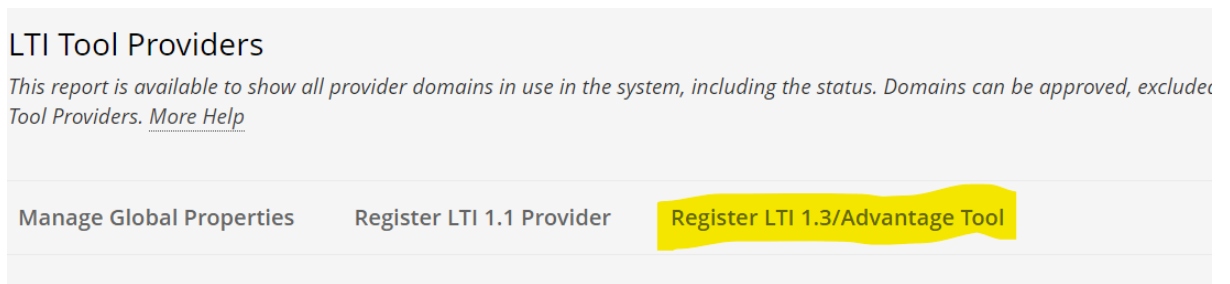 LTI Tool Providers
This report is available to show all provider domains in use in the system, including the status. Domains can be approved, excluded
Tool Providers. More Help
Manage Global Properties Register LTI 1.1 Provider Register LTI 1.3/Advantage Tool